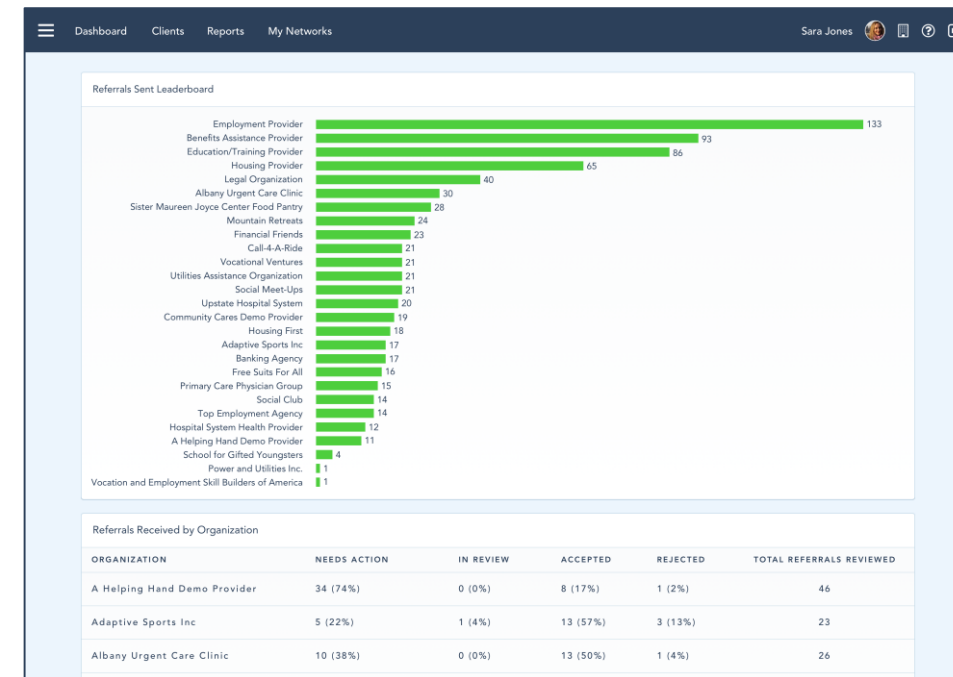 Dashboard Clients Reports My Networks Sara Jones
Referrals Sent Leaderboard
Employment Provider 133
Benefits Assistance Provider 93
Education/Training Provider 86
Housing Provider 65
Legal Organization 40
Albany Urgent Care Clinic 30
Sister Maureen Joyce Center Food Pantry 28
Mountain Retreats 24
Financial Friends 23
Call-4-A-Ride 21
Vocational Ventures 21
Utilities Assistance Organization 21
Social Meet-Ups 21
Upstate Hospital System 20
Community Cares Demo Provider 19
Housing First 18
Adaptive Sports Inc 17
Banking Agency 17
Free Suits For All 16
Primary Care Physician Group 15
Social Club 14
Top Employment Agency 14
Hospital System Health Provider 12
A Helping Hand Demo Provider 11
School for Gifted Youngsters 4
Power and Utilities Inc. 1
Vocation and Employment Skill Builders of America 1
Referrals Received by Organization
ORGANIZATION NEEDS ACTION IN REVIEW ACCEPTED REJECTED TOTAL REFERRALS REVIEWED
A Helping Hand Demo Provider 34 (74%) 0 (0%) 8 (17%) 1 (2%) 46
Adaptive Sports Inc 5 (22%) 1 (4%) 13 (57%) 3 (13%) 23
Albany Urgent Care Clinic 10 (38%) 0 (0%) 13 (50%) 1 (4%) 26